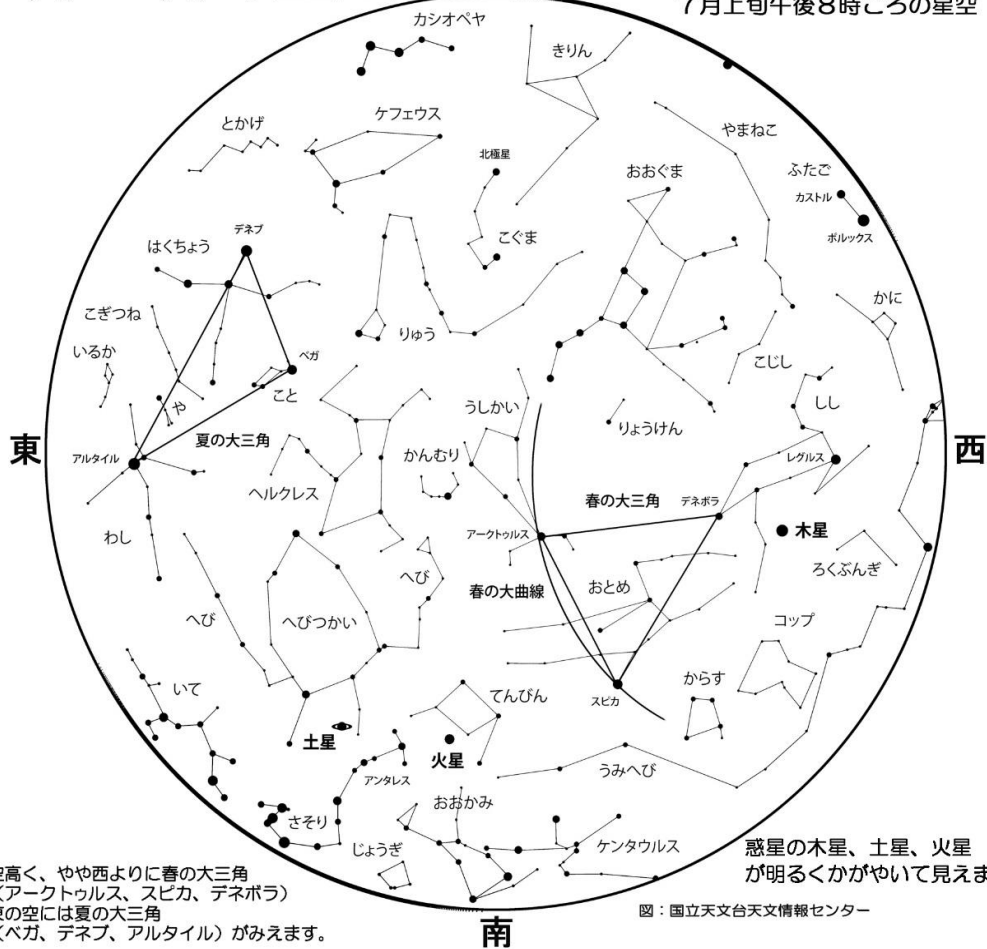 7月上旬午後8時ころの星空
カシオペヤ
きりん
とかげ
ケフェウス
やまねこ
北極星
おおぐま
ふたご
カストル
ポルックス
デネブ
はくちょう
こぐま
かに
こぎつね
りゅう
いるか
ベガ
こと
こじし
や
うしかい
りょうけん
しし
夏の大三角
かんむり
東
アルタイル
レグルス
西
ヘルクレス
春の大三角
デネボラ
わし
アークトゥルス
木星
へび
おとめ
ろくぶんぎ
春の大曲線
へび
へびつかい
コップ
いて
てんびん
スピカ
からす
土星
火星
アンタレス
うみへび
さそり
おおかみ
じょうぎ
ケンタウルス
空高く、やや西よりに春の大三角
(アークトゥルス、スピカ、デネボラ)
の空には夏の大三角
(ベガ、デネブ、アルタイル)がみえます。
惑星の木星、土星、火星
が明るくかがやいて見えま
図：国立天文台天文情報センター
南